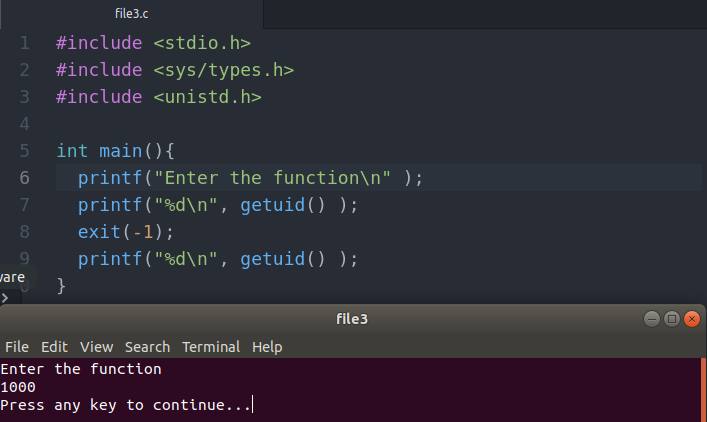 file3.c
1 #include <stdio.h>
2 #include <sys/types.h>
3 #include <unistd.h>
4
5 int main(){
6   printf("Enter the function\n" );
7   printf("%d\n", getuid() );
8   exit(-1);
9   printf("%d\n", getuid() );
ware
}
file3
File Edit View Search Terminal Help
Enter the function
1000
Press any key to continue...